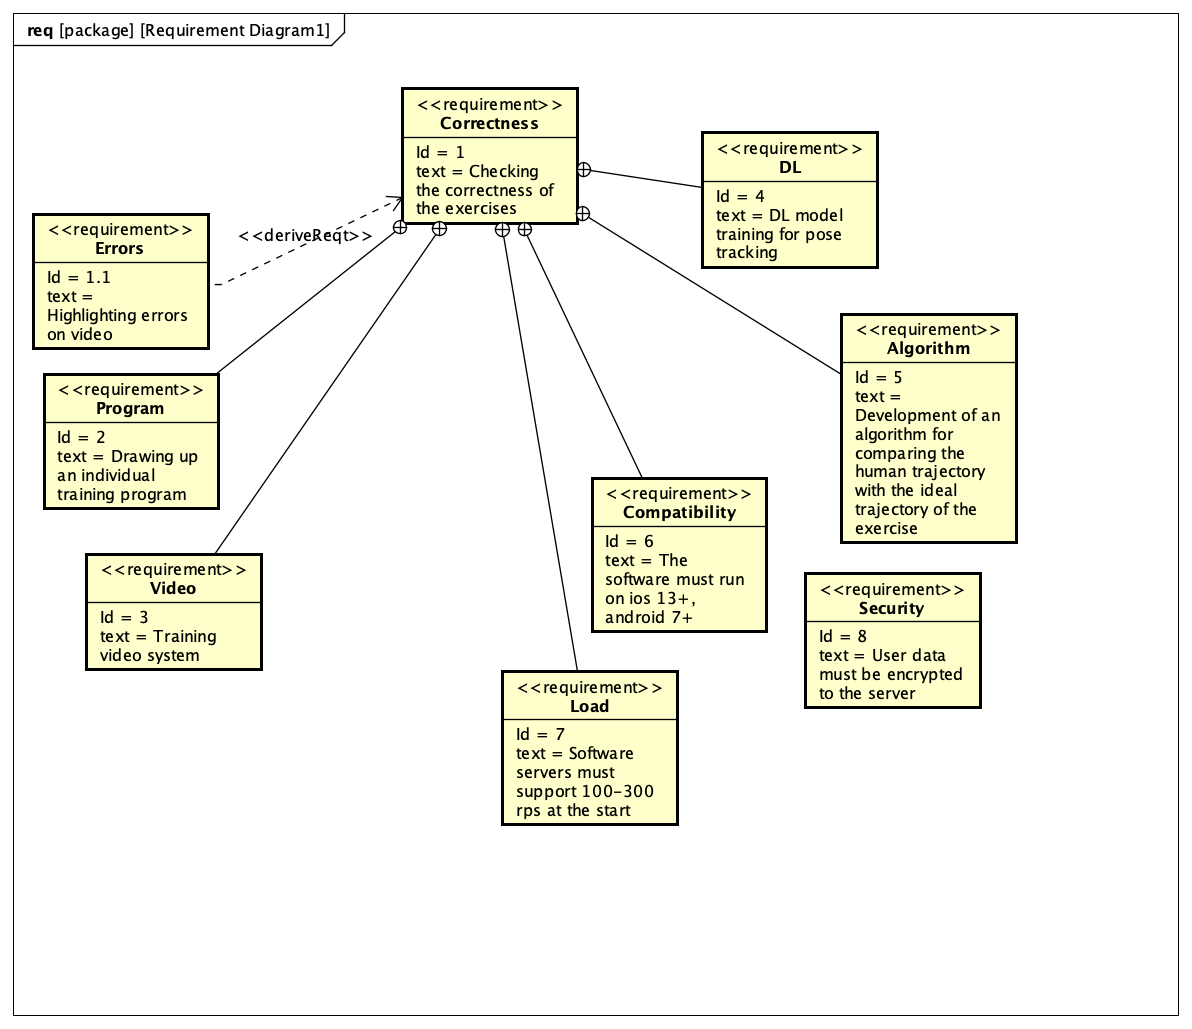 req [package] [Requirement Diagram1]
<<requirement>>
Correctness
Id = 1
text = Checking
the correctness of
the exercises
<<requirement>>
DL
Id = 4
text = DL model
training for pose
tracking
<<deriveReqt>>
<<requirement>>
Errors
Id = 1.1
text =
Highlighting errors
on video
<<requirement>>
Algorithm
Id = 5
text =
Development of an
algorithm for
comparing the
human trajectory
with the ideal
trajectory of the
exercise
<<requirement>>
Program
Id = 2
text = Drawing up
an individual
training program
<<requirement>>
Compatibility
Id = 6
text = The
software must run
on ios 13+,
android 7+
<<requirement>>
Video
Id = 3
text = Training
video system
<<requirement>>
Security
Id = 8
text = User data
must be encrypted
to the server
<<requirement>>
Load
Id = 7
text = Software
servers must
support 100-300
rps at the start